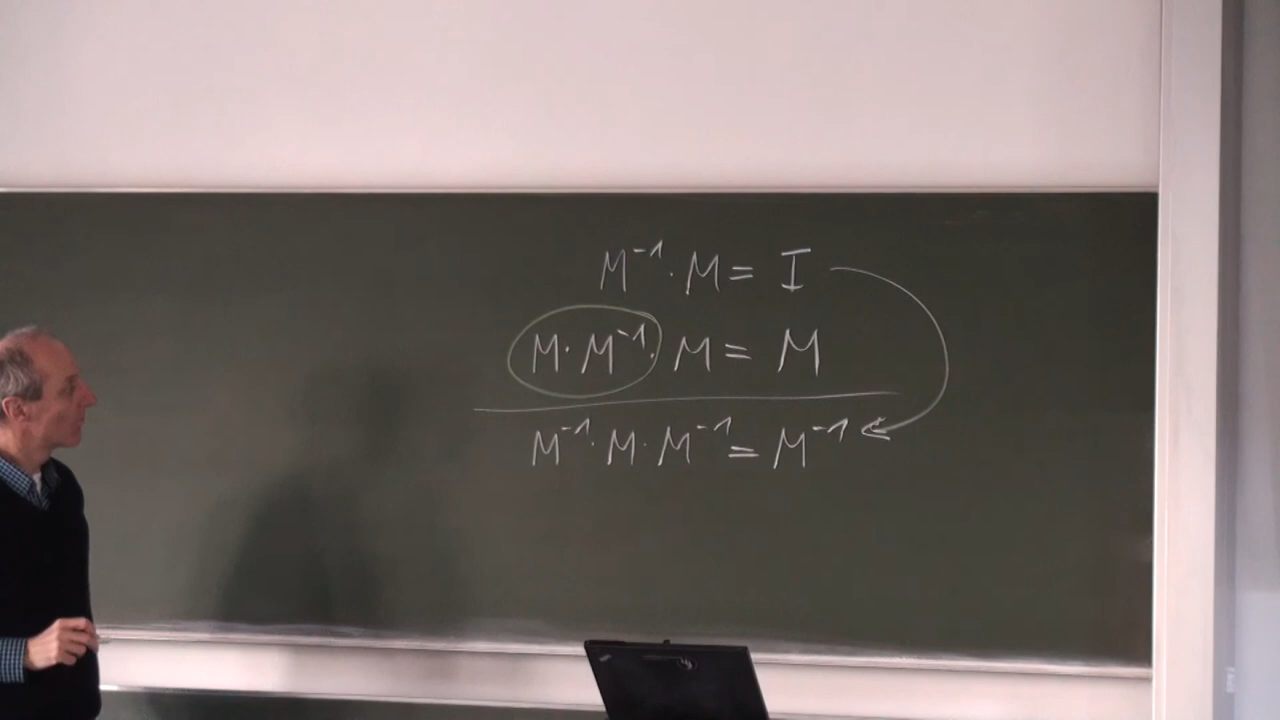 M⁻¹·M = I
M·M⁻¹·M = M
M⁻¹·M·M⁻¹ = M⁻¹